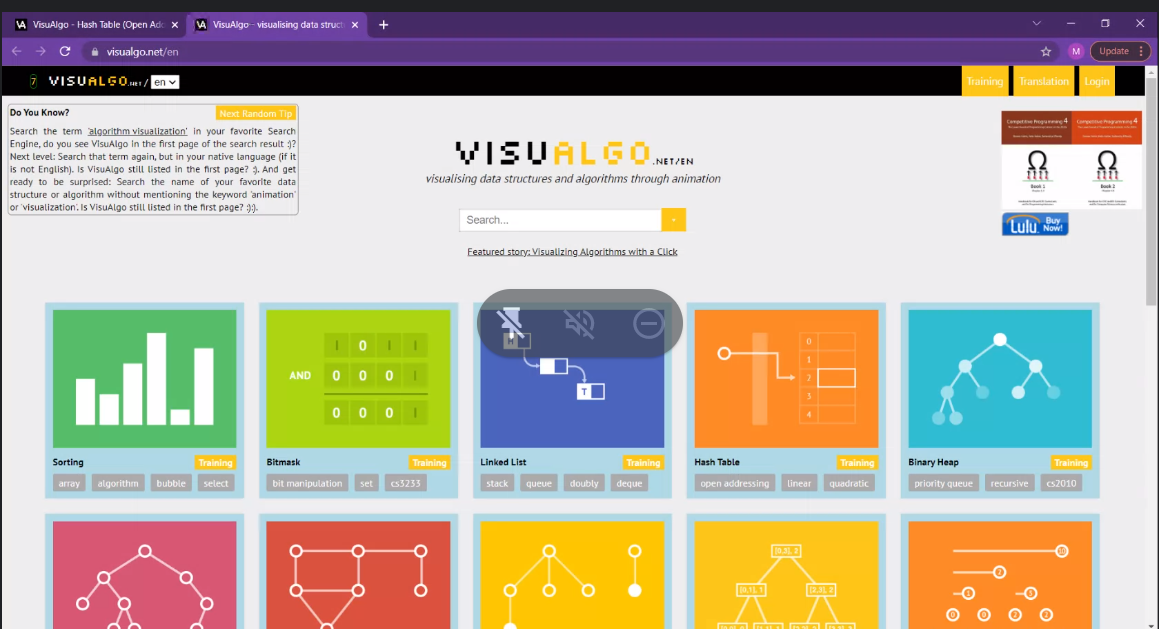 VisuAlgo - Hash Table (Open Add
VisuAlgo - visualising data struct
visualgo.net/en
M
Update
7
VISUALGO.NET / en
Training
Translation
Login
Do You Know?
Next Random Tip
Search the term 'algorithm visualization' in your favorite Search
Engine, do you see VisuAlgo in the first page of the search result :)?
Next level: Search that term again, but in your native language (if it
is not English). Is VisuAlgo still listed in the first page? :). And get
ready to be surprised: Search the name of your favorite data
structure or algorithm without mentioning the keyword 'animation'
or 'visualization'. Is VisuAlgo still listed in the first page? :):).
VISUALGO.NET/EN
visualising data structures and algorithms through animation
Search...
Featured story: Visualizing Algorithms with a Click
Competitive Programming 4
Competitive Programming 4
Book 1
Book 2
Lulu Buy Now!
AND
1 0 1 1
0 0 0 1
0 0 0 1
H
T
0
1
2
3
4
Sorting
Training
array
algorithm
bubble
select
Bitmask
Training
bit manipulation
set
cs3233
Linked List
Training
stack
queue
doubly
deque
Hash Table
Training
open addressing
linear
quadratic
Binary Heap
Training
priority queue
recursive
cs2010
[0,3], 2
[0,1], 1
[2,3], 2
10
7